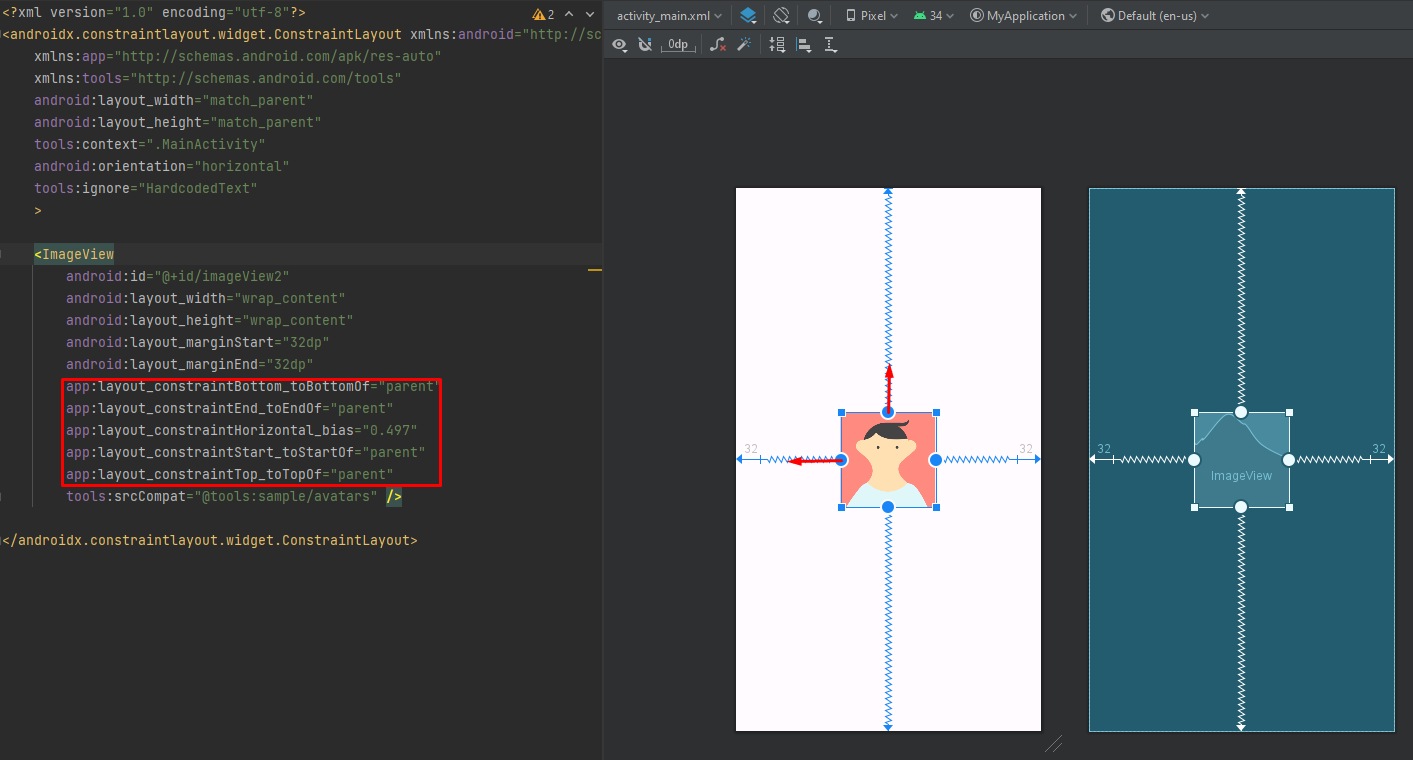 <?xml version="1.0" encoding="utf-8"?>
2
<androidx.constraintlayout.widget.ConstraintLayout xmlns:android="http://sc
xmlns:app="http://schemas.android.com/apk/res-auto"
xmlns:tools="http://schemas.android.com/tools"
android:layout_width="match_parent"
android:layout_height="match_parent"
tools:context=".MainActivity"
android:orientation="horizontal"
tools:ignore="HardcodedText"
>
<ImageView
android:id="@+id/imageView2"
android:layout_width="wrap_content"
android:layout_height="wrap_content"
android:layout_marginStart="32dp"
android:layout_marginEnd="32dp"
app:layout_constraintBottom_toBottomOf="parent"
app:layout_constraintEnd_toEndOf="parent"
app:layout_constraintHorizontal_bias="0.497"
app:layout_constraintStart_toStartOf="parent"
app:layout_constraintTop_toTopOf="parent"
tools:srcCompat="@tools:sample/avatars" />
</androidx.constraintlayout.widget.ConstraintLayout>
activity_main.xml
Pixel
34
MyApplication
Default (en-us)
0dp
32
32
32
32
ImageView